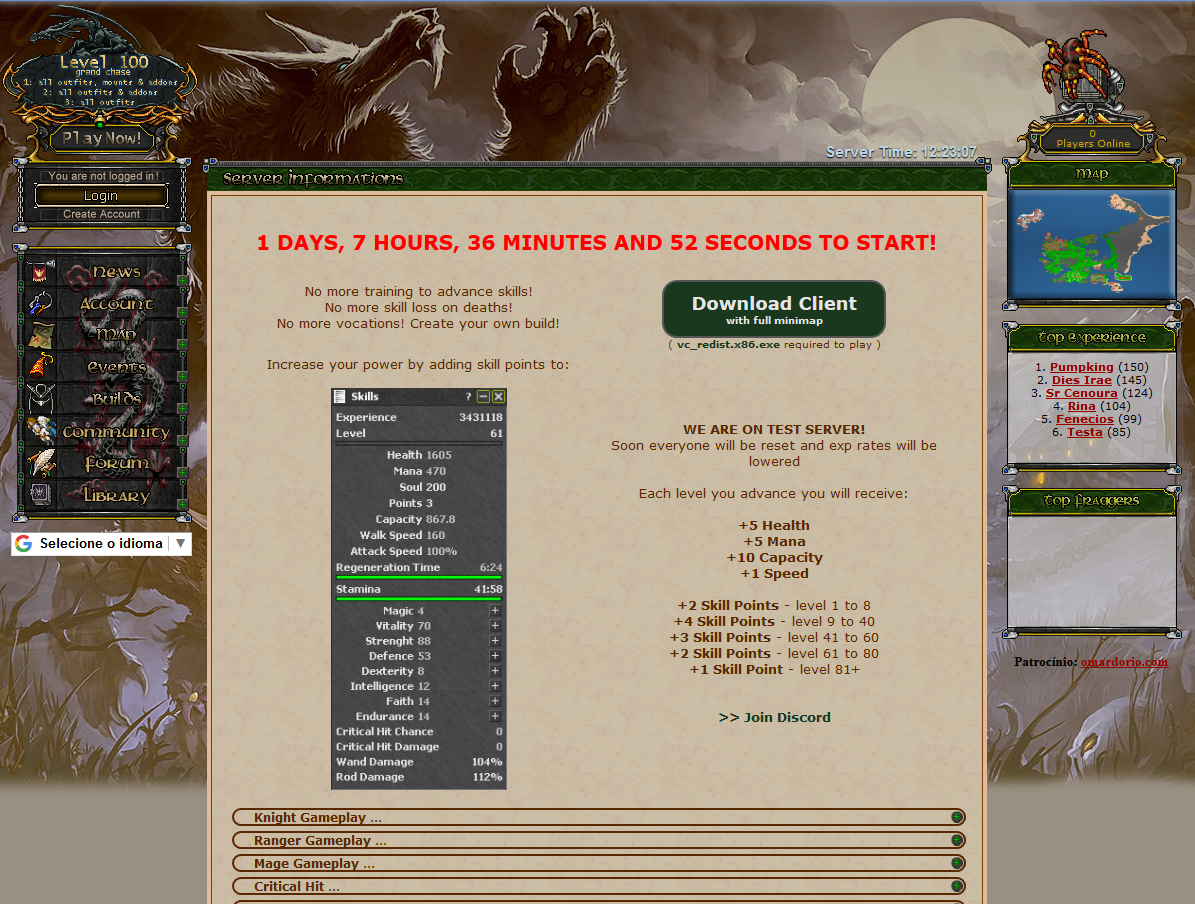 Level 100
grand chase
1: all outfits, mounts & addons
2: all outfits & addons
3: all outfits
Play Now!
You are not logged in!
Login
Create Account
News
Account
Map
Events
Builds
Community
Forum
Library
Selecione o idioma ▼
Server Time: 12:23:07
Server Informations
1 DAYS, 7 HOURS, 36 MINUTES AND 52 SECONDS TO START!
No more training to advance skills!
No more skill loss on deaths!
No more vocations! Create your own build!
Increase your power by adding skill points to:
Skills ?
Experience 3431118
Level 61
Health 1605
Mana 470
Soul 200
Points 3
Capacity 867.8
Walk Speed 160
Attack Speed 100%
Regeneration Time 6:24
Stamina 41:58
Magic 4 +
Vitality 70 +
Strenght 88 +
Defence 53 +
Dexterity 8 +
Intelligence 12 +
Faith 14 +
Endurance 14 +
Critical Hit Chance 0
Critical Hit Damage 0
Wand Damage 104%
Rod Damage 112%
Download Client
with full minimap
( vc_redist.x86.exe required to play )
WE ARE ON TEST SERVER!
Soon everyone will be reset and exp rates will be
lowered
Each level you advance you will receive:
+5 Health
+5 Mana
+10 Capacity
+1 Speed
+2 Skill Points - level 1 to 8
+4 Skill Points - level 9 to 40
+3 Skill Points - level 41 to 60
+2 Skill Points - level 61 to 80
+1 Skill Point - level 81+
>> Join Discord
Knight Gameplay ...
Ranger Gameplay ...
Mage Gameplay ...
Critical Hit ...
0
Players Online
Map
Top Experience
1. Pumpking (150)
2. Dies Irae (145)
3. Sr Cenoura (124)
4. Rina (104)
5. Fenecios (99)
6. Testa (85)
Top Fraggers
Patrocínio: omardorio.com